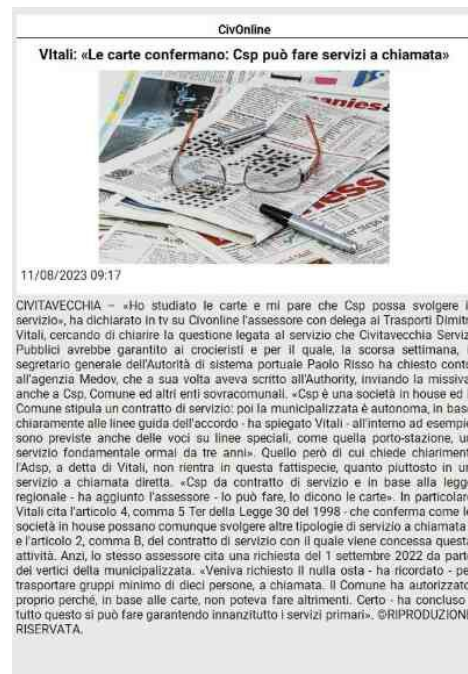 CivOnline
VItali: «Le carte confermano: Csp può fare servizi a chiamata»
11/08/2023 09:17
CIVITAVECCHIA – «Ho studiato le carte e mi pare che Csp possa svolgere i
servizio», ha dichiarato in tv su Civonline l'assessore con delega ai Trasporti Dimitr
Vitali, cercando di chiarire la questione legata al servizio che Civitavecchia Serviz
Pubblici avrebbe garantito ai crocieristi e per il quale, la scorsa settimana, i
segretario generale dell'Autorità di sistema portuale Paolo Risso ha chiesto conto
all'agenzia Medov, che a sua volta aveva scritto all'Authority, inviando la missiva
anche a Csp, Comune ed altri enti sovracomunali. «Csp è una società in house ed i
Comune stipula un contratto di servizio: poi la municipalizzata è autonoma, in base
chiaramente alle linee guida dell'accordo - ha spiegato Vitali - all'interno ad esempio
sono previste anche delle voci su linee speciali, come quella porto-stazione, un
servizio fondamentale ormai da tre anni». Quello però di cui chiede chiariment
l'Adsp, a detta di Vitali, non rientra in questa fattispecie, quanto piuttosto in un
servizio a chiamata diretta. «Csp da contratto di servizio e in base alla legge
regionale - ha aggiunto l'assessore - lo può fare, lo dicono le carte». In particolare
Vitali cita l'articolo 4, comma 5 Ter della Legge 30 del 1998 - che conferma come le
società in house possano comunque svolgere altre tipologie di servizio a chiamata
e l'articolo 2, comma B, del contratto di servizio con il quale viene concessa questa
attività. Anzi, lo stesso assessore cita una richiesta del 1 settembre 2022 da parte
dei vertici della municipalizzata. «Veniva richiesto il nulla osta - ha ricordato - pe
trasportare gruppi minimo di dieci persone, a chiamata. Il Comune ha autorizzato
proprio perché, in base alle carte, non poteva fare altrimenti. Certo - ha concluso
tutto questo si può fare garantendo innanzitutto i servizi primari». ©RIPRODUZIONE
RISERVATA.